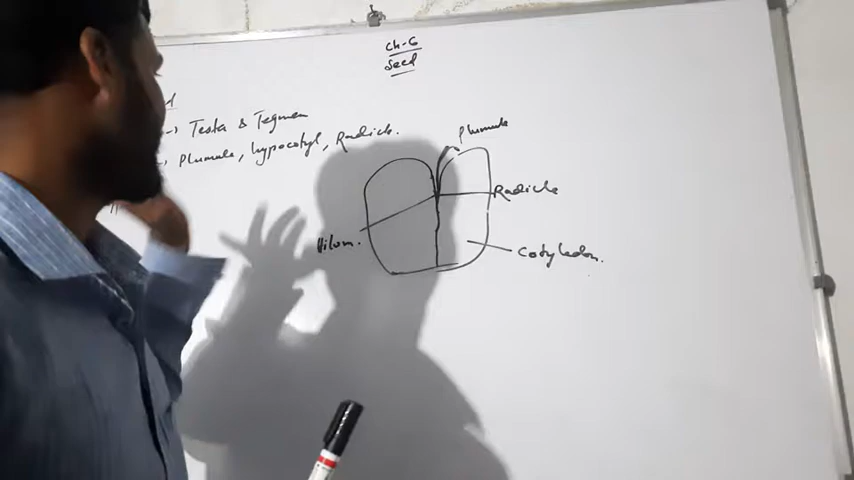 Ch-6
Seed
Testa & Tegmen
Plumule, hypocotyl, Radicle.
Plumule
Radicle
Hilum.
Cotyledon.